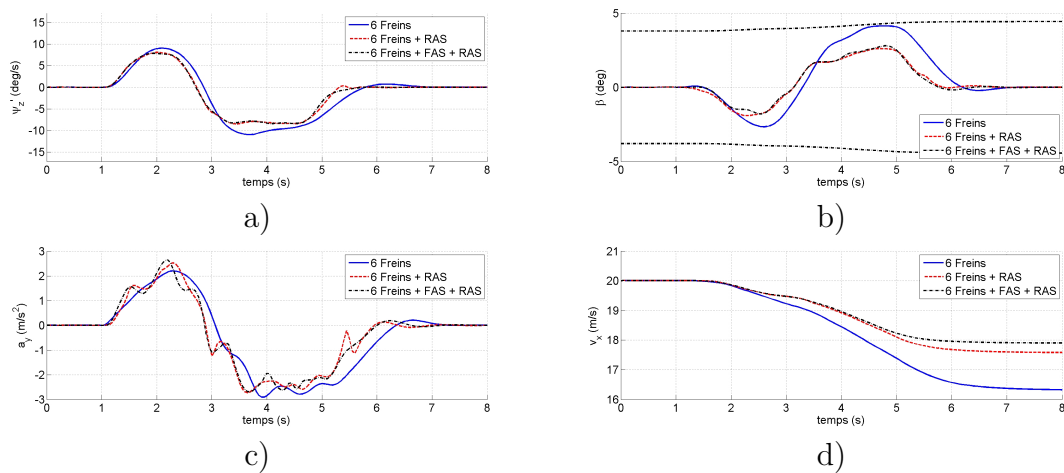 15
10
5
0
-5
-10
-15
ψz' (deg/s)
6 Freins
6 Freins + RAS
6 Freins + FAS + RAS
0 1 2 3 4 5 6 7 8
temps (s)
a)
5
0
-5
β (deg)
6 Freins
6 Freins + RAS
6 Freins + FAS + RAS
0 1 2 3 4 5 6 7 8
temps (s)
b)
3
2
1
0
-1
-2
-3
ay (m/s²)
6 Freins
6 Freins + RAS
6 Freins + FAS + RAS
0 1 2 3 4 5 6 7 8
temps (s)
c)
21
20
19
18
17
16
vx (m/s)
6 Freins
6 Freins + RAS
6 Freins + FAS + RAS
0 1 2 3 4 5 6 7 8
temps (s)
d)